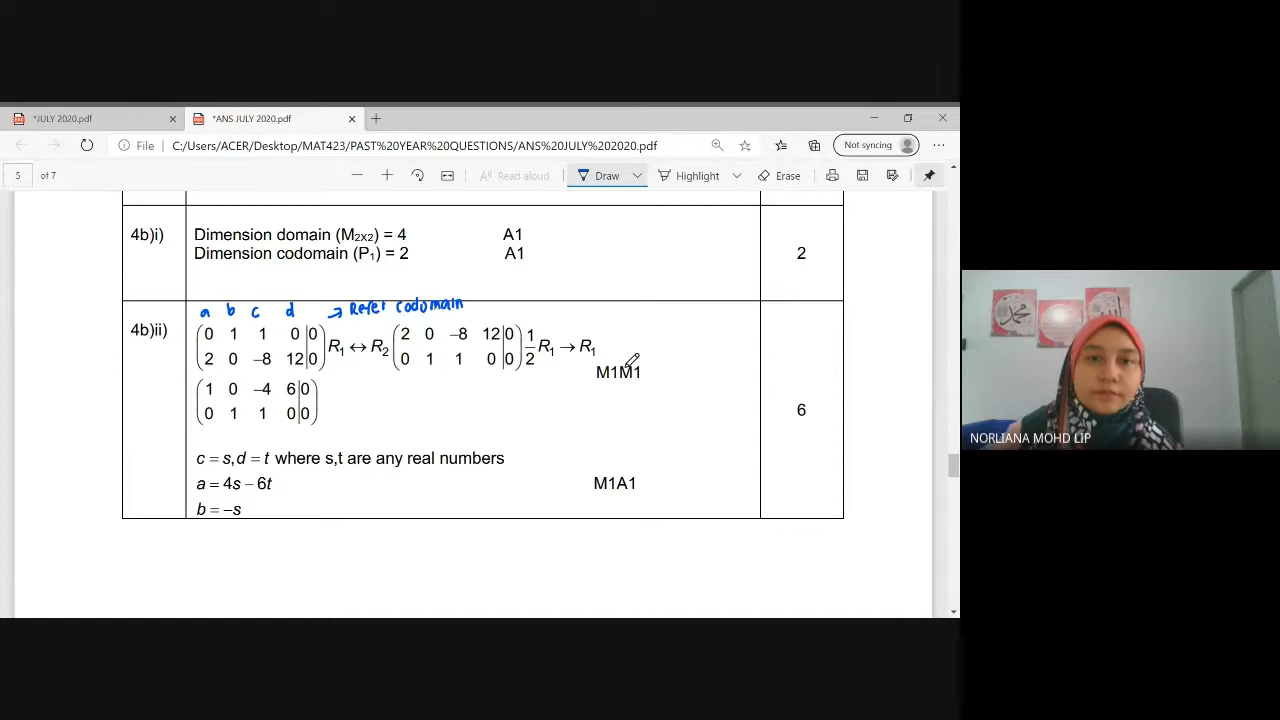 *JULY 2020.pdf
*ANS JULY 2020.pdf
File
C:/Users/ACER/Desktop/MAT423/PAST%20YEAR%20QUESTIONS/ANS%20JULY%202020.pdf
Not syncing
5 of 7
Read aloud
Draw
Highlight
Erase
4b)i)
Dimension domain (M2X2) = 4 A1
Dimension codomain (P1) = 2 A1
2
a b c d → Refer codomain
4b)ii)
(0 1 1 0|0
2 0 −8 12|0) R1 ↔ R2 (2 0 −8 12|0
0 1 1 0|0) 1/2 R1 → R1
M1M1
(1 0 −4 6|0
0 1 1 0|0)
6
c = s, d = t where s,t are any real numbers
a = 4s − 6t M1A1
b = −s
NORLIANA MOHD LIP